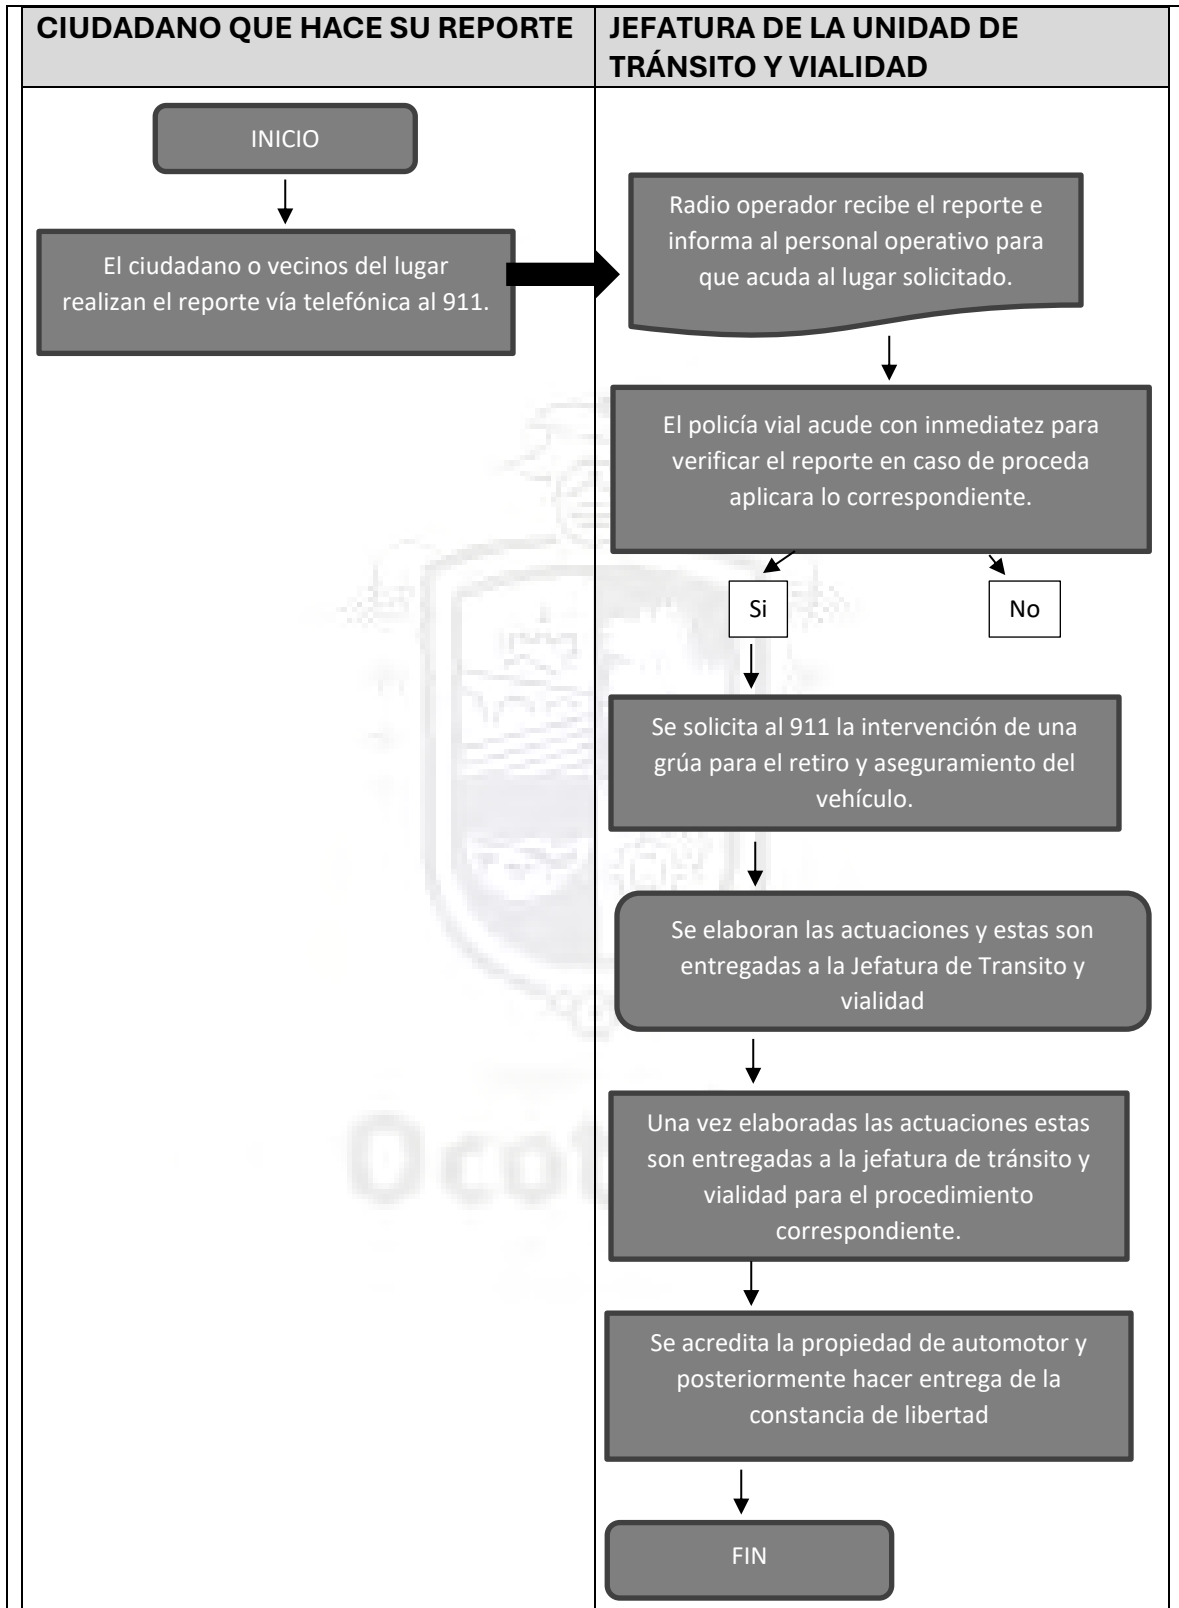 CIUDADANO QUE HACE SU REPORTE
JEFATURA DE LA UNIDAD DE
TRÁNSITO Y VIALIDAD
INICIO
El ciudadano o vecinos del lugar
realizan el reporte vía telefónica al 911.
Radio operador recibe el reporte e
informa al personal operativo para
que acuda al lugar solicitado.
El policía vial acude con inmediatez para
verificar el reporte en caso de proceda
aplicara lo correspondiente.
Si
No
Se solicita al 911 la intervención de una
grúa para el retiro y aseguramiento del
vehículo.
Se elaboran las actuaciones y estas son
entregadas a la Jefatura de Transito y
vialidad
Una vez elaboradas las actuaciones estas
son entregadas a la jefatura de tránsito y
vialidad para el procedimiento
correspondiente.
Se acredita la propiedad de automotor y
posteriormente hacer entrega de la
constancia de libertad
FIN